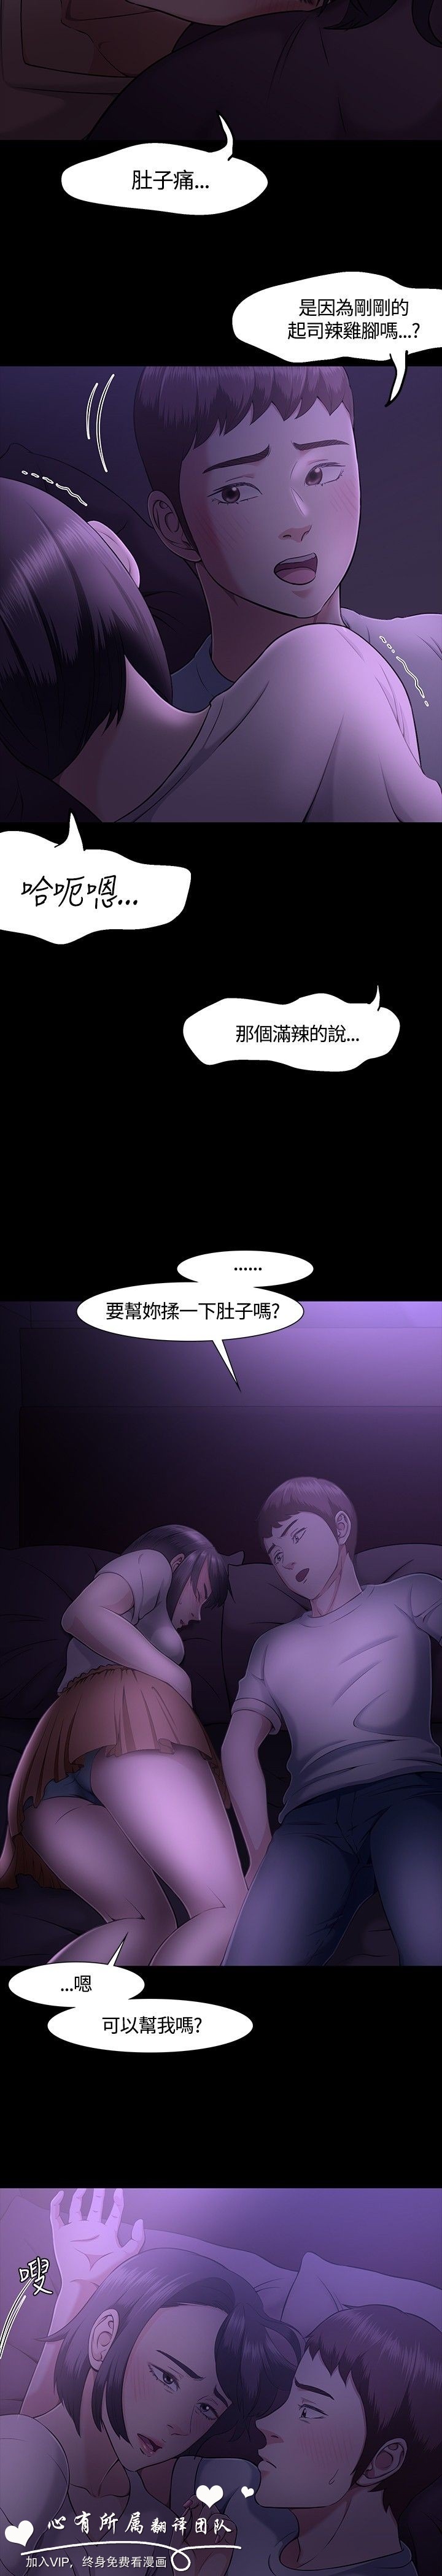 肚子痛...
是因為剛剛的
起司辣雞腳嗎...?
哈呃嗯...
那個滿辣的說...
......
要幫妳揉一下肚子嗎?
...嗯
可以幫我嗎?
嗖
心有所属翻译团队
加入VIP，终身免费看漫画